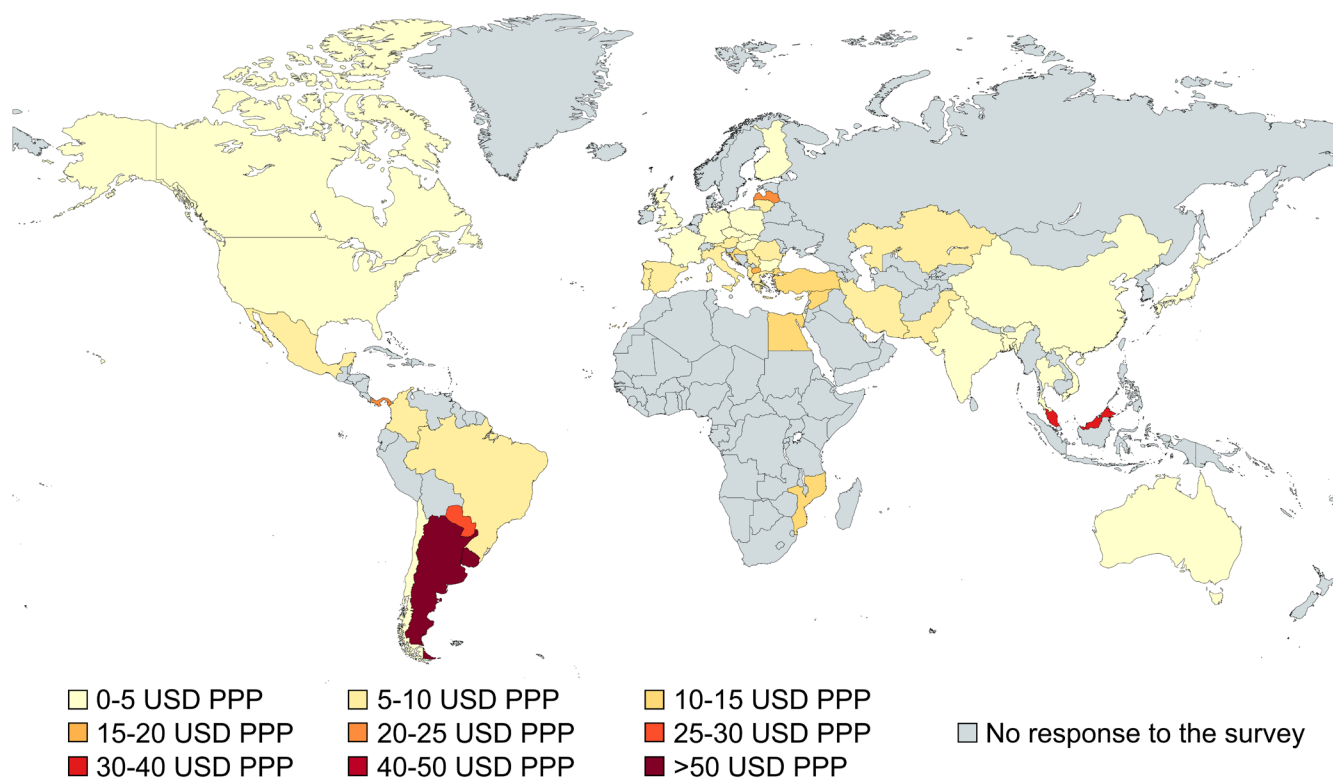 0-5 USD PPP 5-10 USD PPP 10-15 USD PPP
15-20 USD PPP 20-25 USD PPP 25-30 USD PPP No response to the survey
30-40 USD PPP 40-50 USD PPP >50 USD PPP